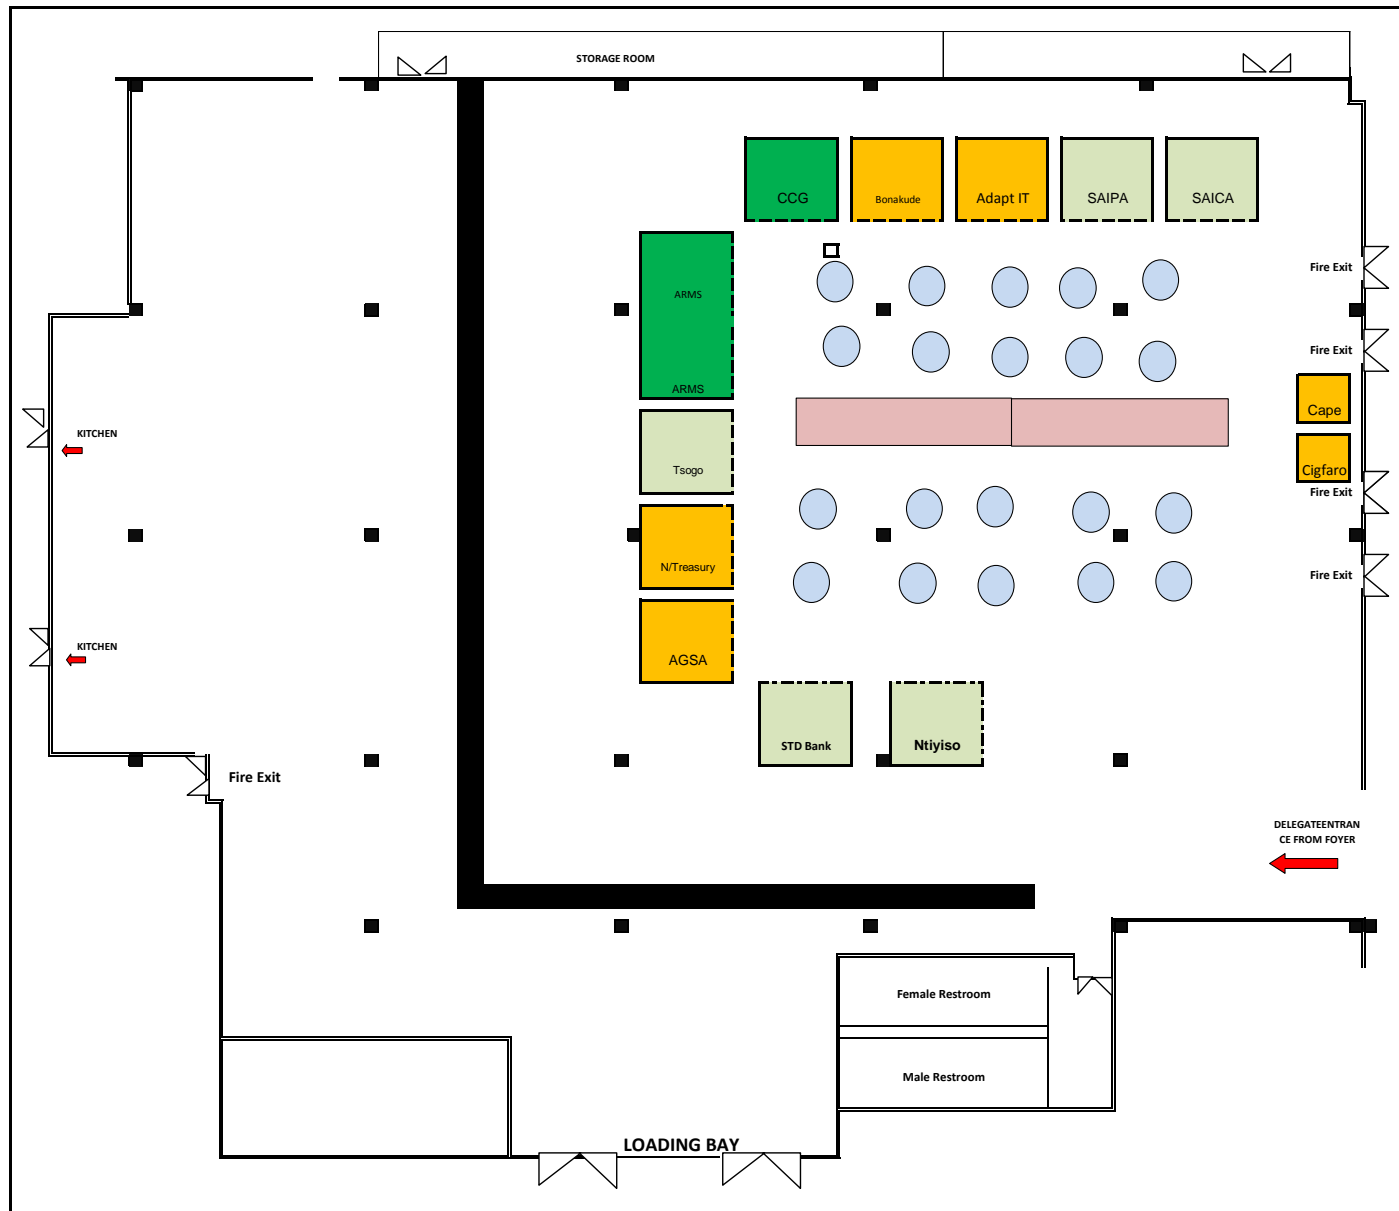 STORAGE ROOM
CCG
Bonakude
Adapt IT
SAIPA
SAICA
Fire Exit
ARMS
Fire Exit
ARMS
Cape
KITCHEN
Tsogo
Cigfaro
Fire Exit
N/Treasury
Fire Exit
KITCHEN
AGSA
STD Bank
Ntiyiso
Fire Exit
DELEGATEENTRAN
CE FROM FOYER
Female Restroom
Male Restroom
LOADING BAY